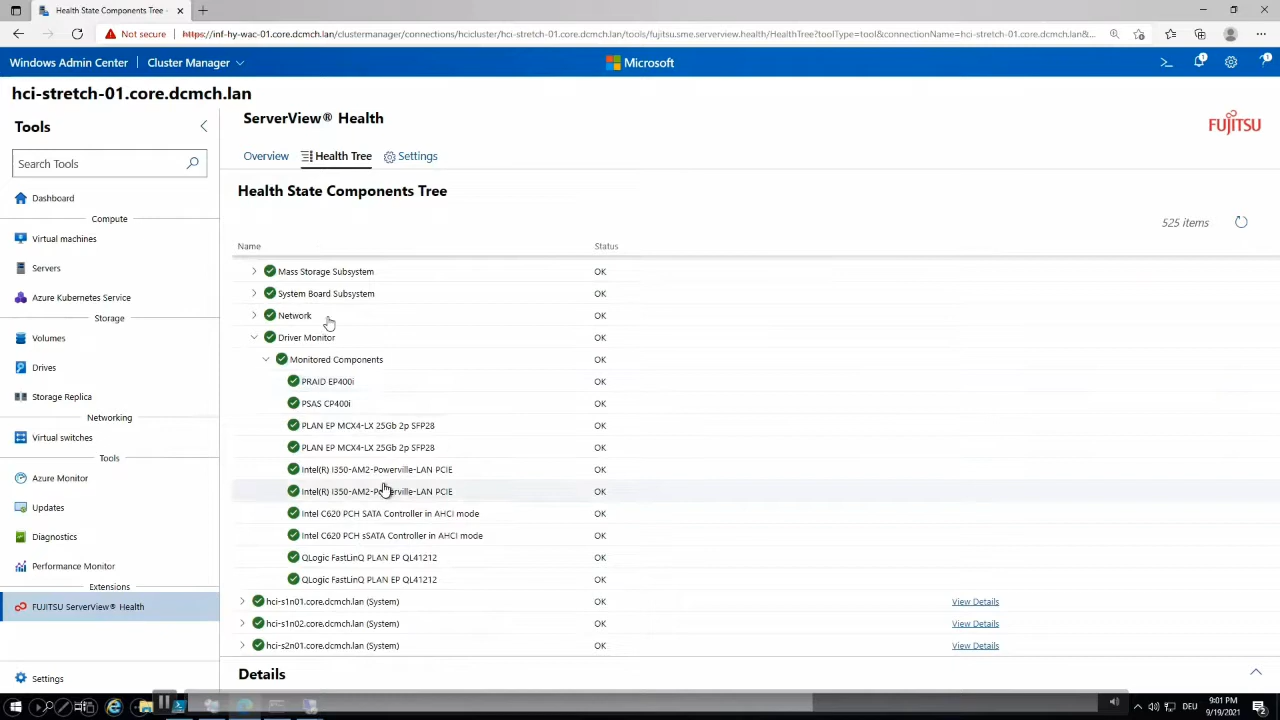 Health State Components Tree -
Not secure
https://inf-hy-wac-01.core.dcmch.lan/clustermanager/connections/hcicluster/hci-stretch-01.core.dcmch.lan/tools/fujitsu.sme.serverview.health/HealthTree?toolType=tool&connectionName=hci-stretch-01.core.dcmch.lan&...
Windows Admin Center
Cluster Manager
Microsoft
1
1
hci-stretch-01.core.dcmch.lan
Tools
Search Tools
Dashboard
Compute
Virtual machines
Servers
Azure Kubernetes Service
Storage
Volumes
Drives
Storage Replica
Networking
Virtual switches
Tools
Azure Monitor
Updates
Diagnostics
Performance Monitor
Extensions
FUJITSU ServerView® Health
Settings
ServerView® Health
FUJITSU
Overview Health Tree Settings
Health State Components Tree
525 items
Name Status
Mass Storage Subsystem OK
System Board Subsystem OK
Network OK
Driver Monitor OK
Monitored Components OK
PRAID EP400i OK
PSAS CP400i OK
PLAN EP MCX4-LX 25Gb 2p SFP28 OK
PLAN EP MCX4-LX 25Gb 2p SFP28 OK
Intel(R) I350-AM2-Powerville-LAN PCIE OK
Intel(R) I350-AM2-Powerville-LAN PCIE OK
Intel C620 PCH SATA Controller in AHCI mode OK
Intel C620 PCH sSATA Controller in AHCI mode OK
QLogic FastLinQ PLAN EP QL41212 OK
QLogic FastLinQ PLAN EP QL41212 OK
hci-s1n01.core.dcmch.lan (System) OK View Details
hci-s1n02.core.dcmch.lan (System) OK View Details
hci-s2n01.core.dcmch.lan (System) OK View Details
Details
DEU
9:01 PM
9/19/2021
2